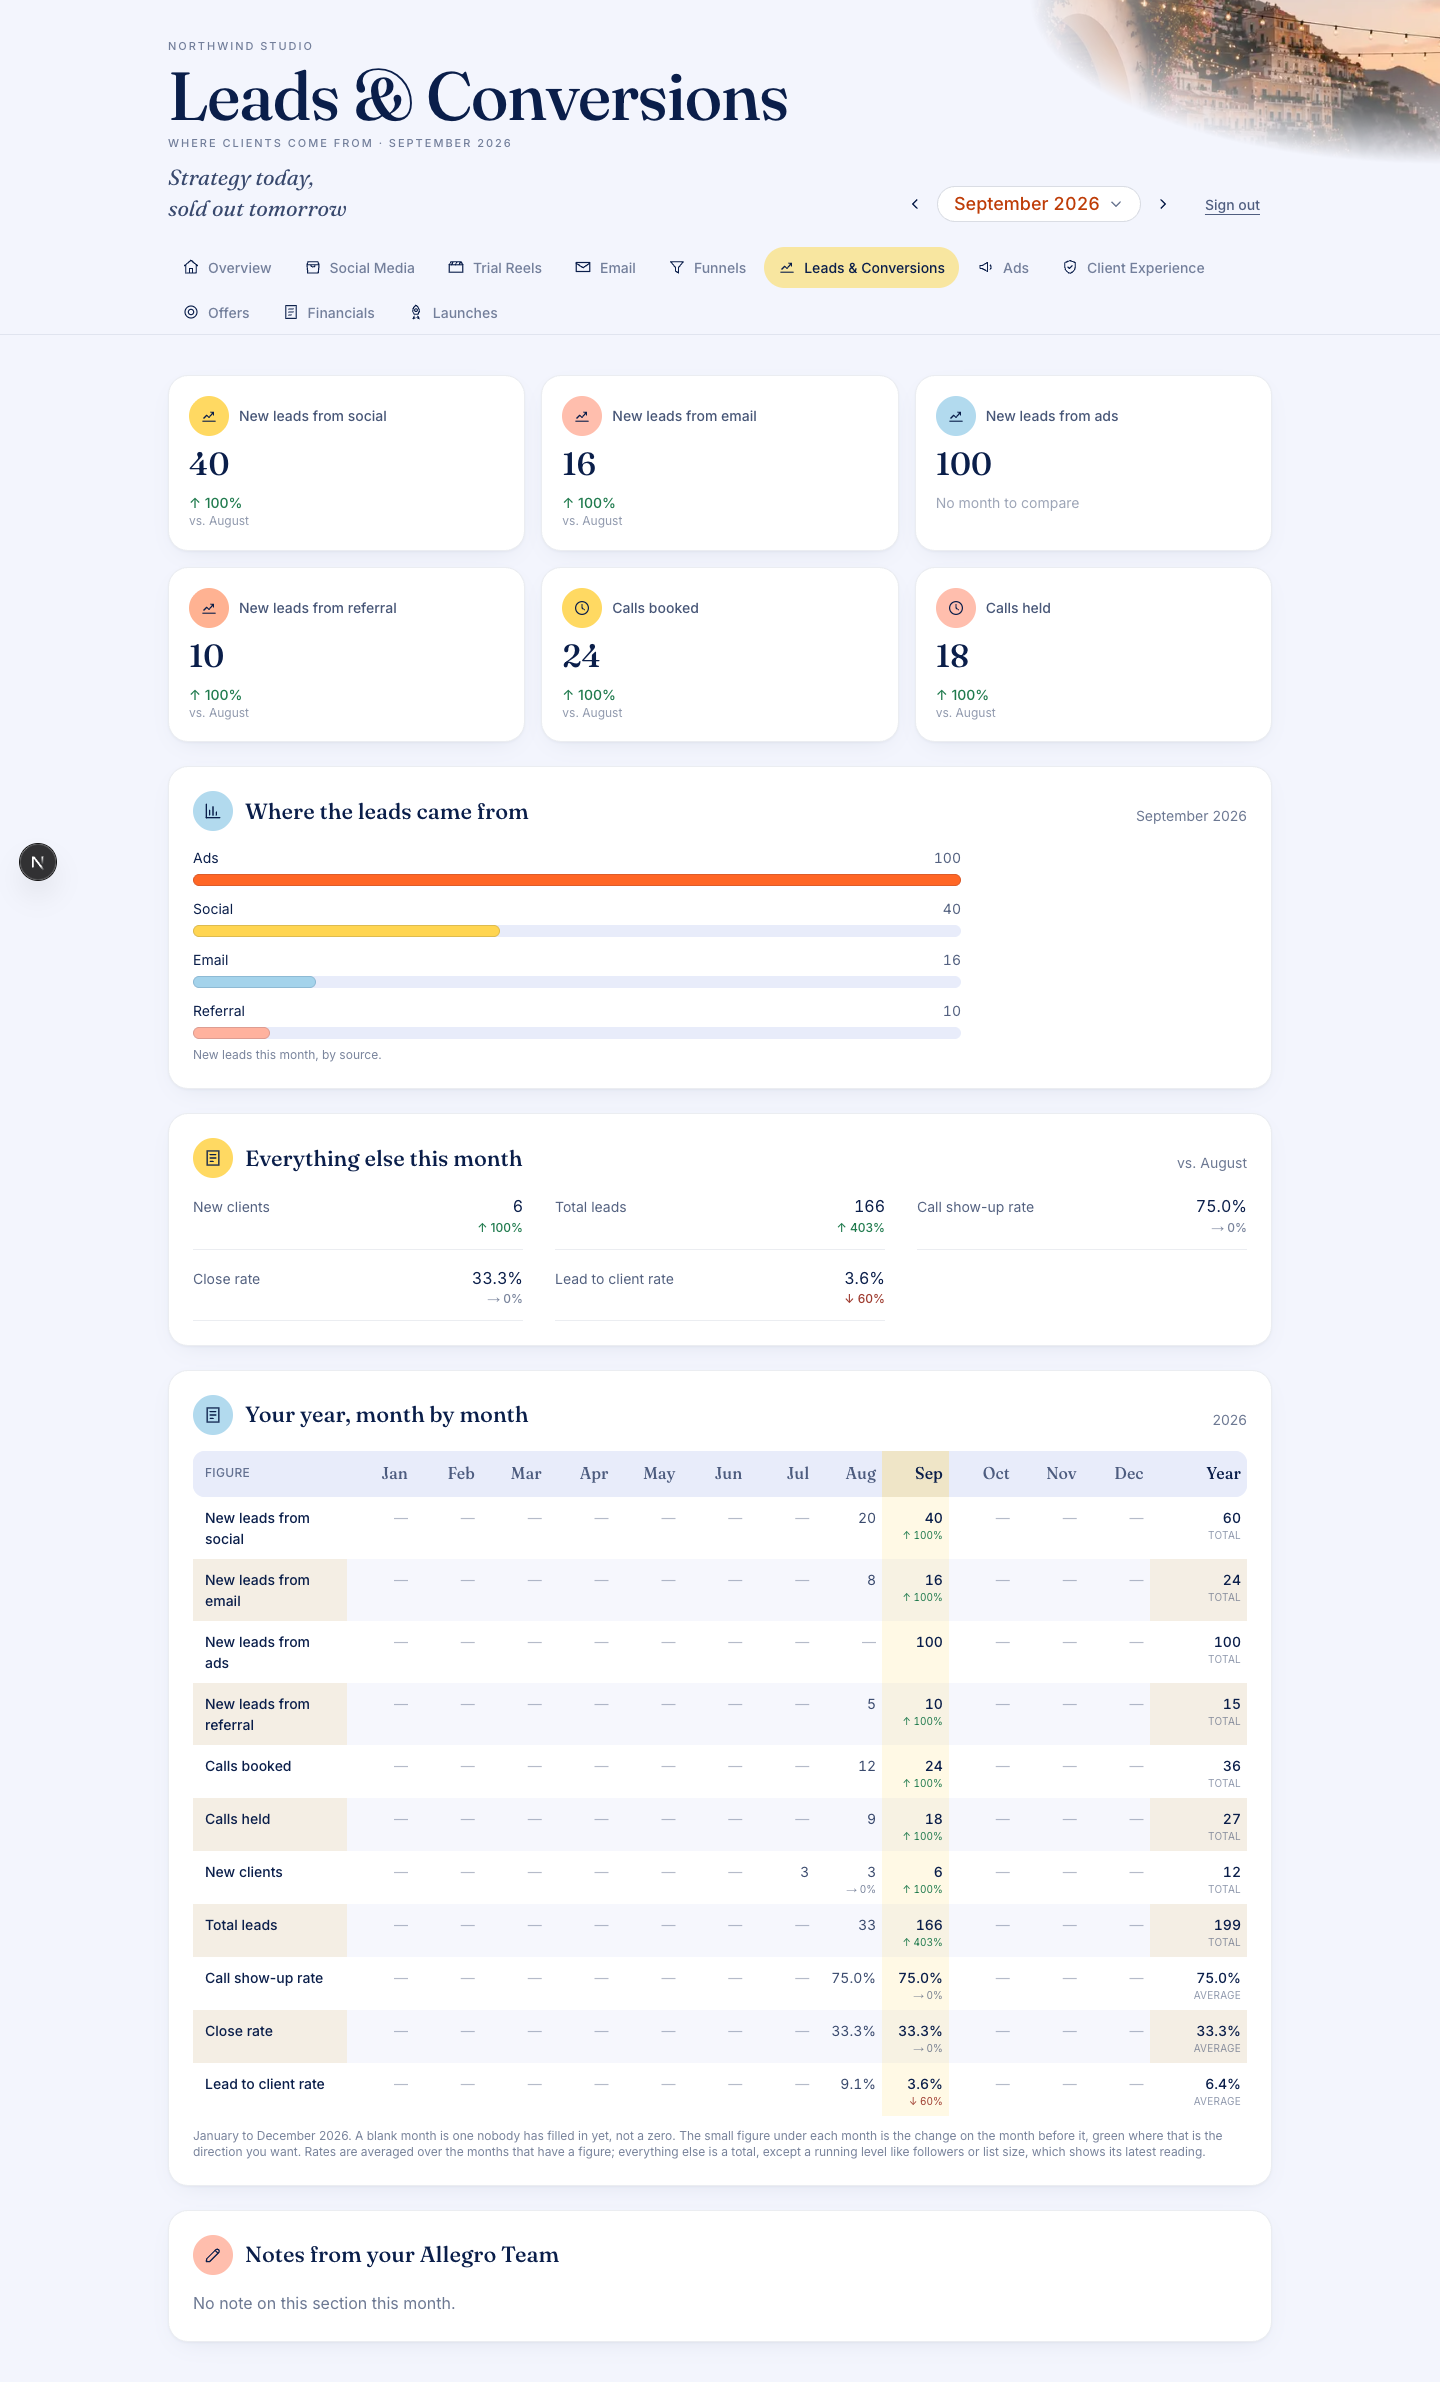 NORTHWIND STUDIO
Leads & Conversions
WHERE CLIENTS COME FROM · SEPTEMBER 2026
Strategy today,
sold out tomorrow
September 2026
Sign out
Overview Social Media Trial Reels Email Funnels Leads & Conversions Ads Client Experience
Offers Financials Launches
New leads from social
40
↑ 100%
vs. August
New leads from email
16
↑ 100%
vs. August
New leads from ads
100
No month to compare
New leads from referral
10
↑ 100%
vs. August
Calls booked
24
↑ 100%
vs. August
Calls held
18
↑ 100%
vs. August
N
Where the leads came from
September 2026
Ads 100
Social 40
Email 16
Referral 10
New leads this month, by source.
Everything else this month
vs. August
New clients 6
↑ 100%
Total leads 166
↑ 403%
Call show-up rate 75.0%
→ 0%
Close rate 33.3%
→ 0%
Lead to client rate 3.6%
↓ 60%
Your year, month by month
2026
FIGURE Jan Feb Mar Apr May Jun Jul Aug Sep Oct Nov Dec Year
New leads from — — — — — — — 20 40 — — — 60
social ↑ 100% TOTAL
New leads from — — — — — — — 8 16 — — — 24
email ↑ 100% TOTAL
New leads from — — — — — — — — 100 — — — 100
ads TOTAL
New leads from — — — — — — — 5 10 — — — 15
referral ↑ 100% TOTAL
Calls booked — — — — — — — 12 24 — — — 36
↑ 100% TOTAL
Calls held — — — — — — — 9 18 — — — 27
↑ 100% TOTAL
New clients — — — — — — 3 3 6 — — — 12
→ 0% ↑ 100% TOTAL
Total leads — — — — — — — 33 166 — — — 199
↑ 403% TOTAL
Call show-up rate — — — — — — — 75.0% 75.0% — — — 75.0%
→ 0% AVERAGE
Close rate — — — — — — — 33.3% 33.3% — — — 33.3%
→ 0% AVERAGE
Lead to client rate — — — — — — — 9.1% 3.6% — — — 6.4%
↓ 60% AVERAGE
January to December 2026. A blank month is one nobody has filled in yet, not a zero. The small figure under each month is the change on the month before it, green where that is the
direction you want. Rates are averaged over the months that have a figure; everything else is a total, except a running level like followers or list size, which shows its latest reading.
Notes from your Allegro Team
No note on this section this month.